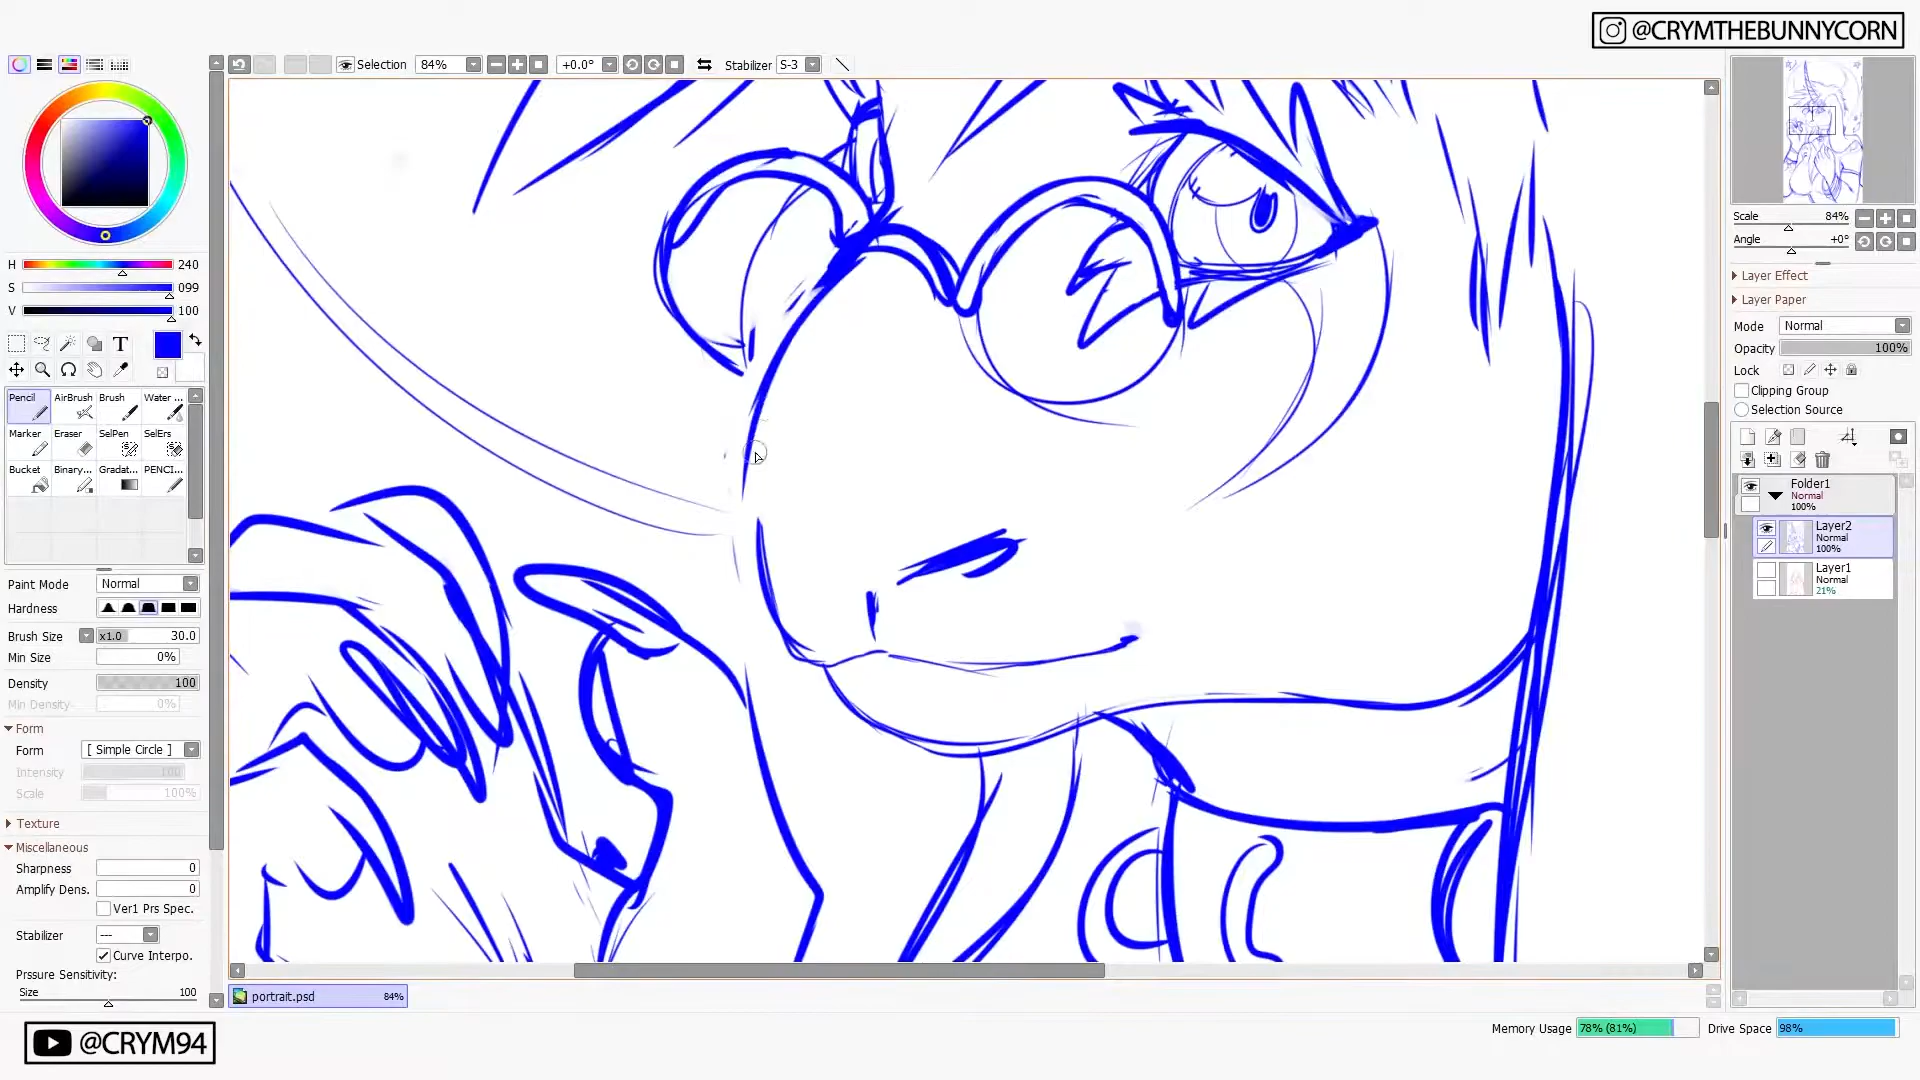 @CRYMTHEBUNNYCORN
Selection 84% +0.0° Stabilizer S-3
Scale 84%
Angle +0°
Layer Effect
Layer Paper
Mode Normal
Opacity 100%
Lock
Clipping Group
Selection Source
Folder1
Normal
100%
Layer2
Normal
100%
Layer1
Normal
21%
H 240
S 099
V 100
T
Pencil AirBrush Brush Water ...
Marker Eraser SelPen SelErs
Bucket Binary... Gradat... PENCI...
Paint Mode Normal
Hardness
Brush Size x1.0 30.0
Min Size 0%
Density 100
Min Density 0%
Form
Form [ Simple Circle ]
Intensity 100
Scale 100%
Texture
Miscellaneous
Sharpness 0
Amplify Dens. 0
Ver1 Prs Spec.
Stabilizer ---
Curve Interpo.
Prssure Sensitivity:
Size 100
portrait.psd 84%
@CRYM94
Memory Usage 78% (81%) Drive Space 98%